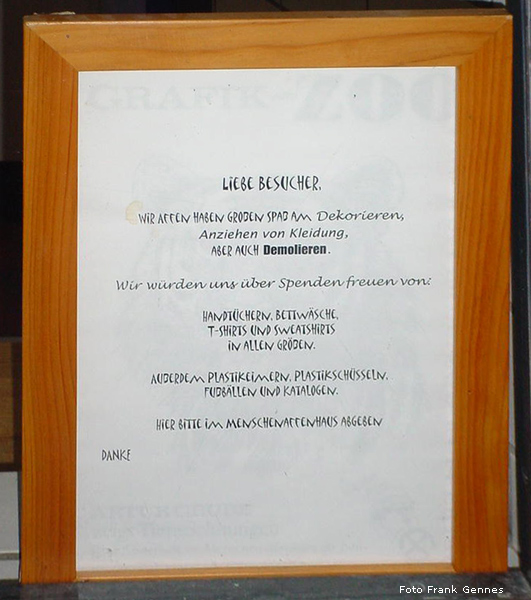 LIEBE BESUCHER,
WIR AFFEN HABEN GROßEN SPAß AM Dekorieren,
Anziehen von Kleidung,
ABER AUCH Demolieren.
Wir würden uns über Spenden freuen von:
HANDTÜCHERN, BETTWÄSCHE,
T-SHIRTS UND SWEATSHIRTS
IN ALLEN GRÖßEN.
AUßERDEM PLASTIKEIMERN, PLASTIKSCHÜSSELN,
FUßBÄLLEN UND KATALOGEN.
HIER BITTE IM MENSCHENAFFENHAUS ABGEBEN
DANKE
GRAFIK-ZOO
Foto Frank Gennes